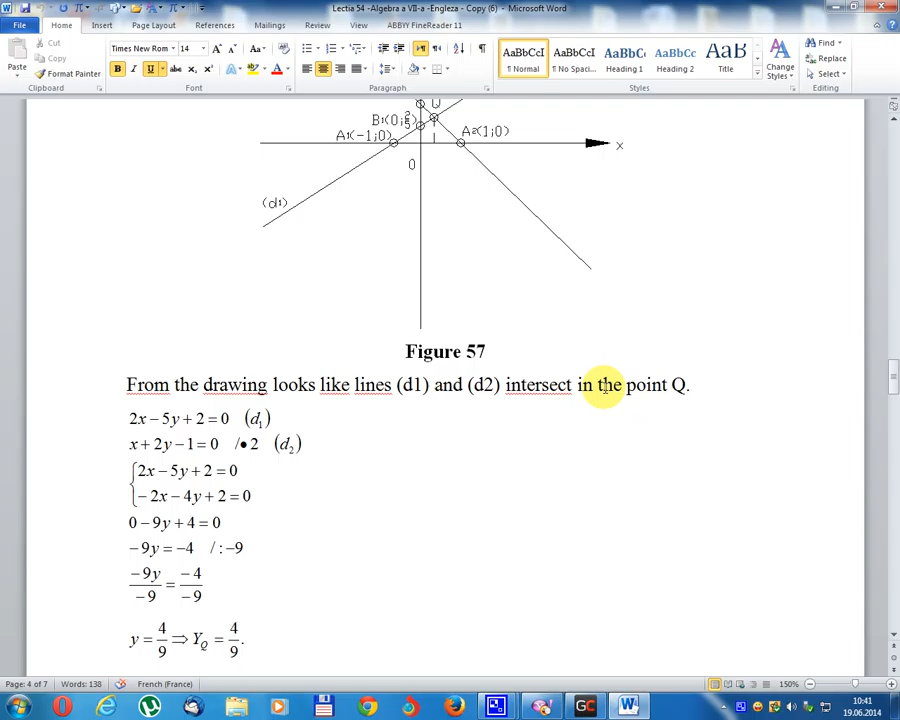 Lectia 54 -Algebra a VII-a -Engleza - Copy (6) - Microsoft Word
File Home Insert Page Layout References Mailings Review View ABBYY FineReader 11
Paste Cut Copy Format Painter
Times New Rom 14
B I U
AaBbCcI AaBbCcI AaBbC AaBbCc AaB
¶ Normal ¶ No Spaci... Heading 1 Heading 2 Title
Change Styles
Find Replace Select
Clipboard Font Paragraph Styles Editing
Q
B1(0;2/5)
A1(-1;0) A2(1;0)
x
0
(d1)
Figure 57
From the drawing looks like lines (d1) and (d2) intersect in the point Q.
2x − 5y + 2 = 0 (d₁)
x + 2y − 1 = 0 /• 2 (d₂)
{2x − 5y + 2 = 0
− 2x − 4y + 2 = 0
0 − 9y + 4 = 0
− 9y = −4 / : −9
−9y/−9 = −4/−9
y = 4/9 ⇒ Y_Q = 4/9.
Page: 4 of 7 Words: 138 French (France) 150%
10:41
19.06.2014